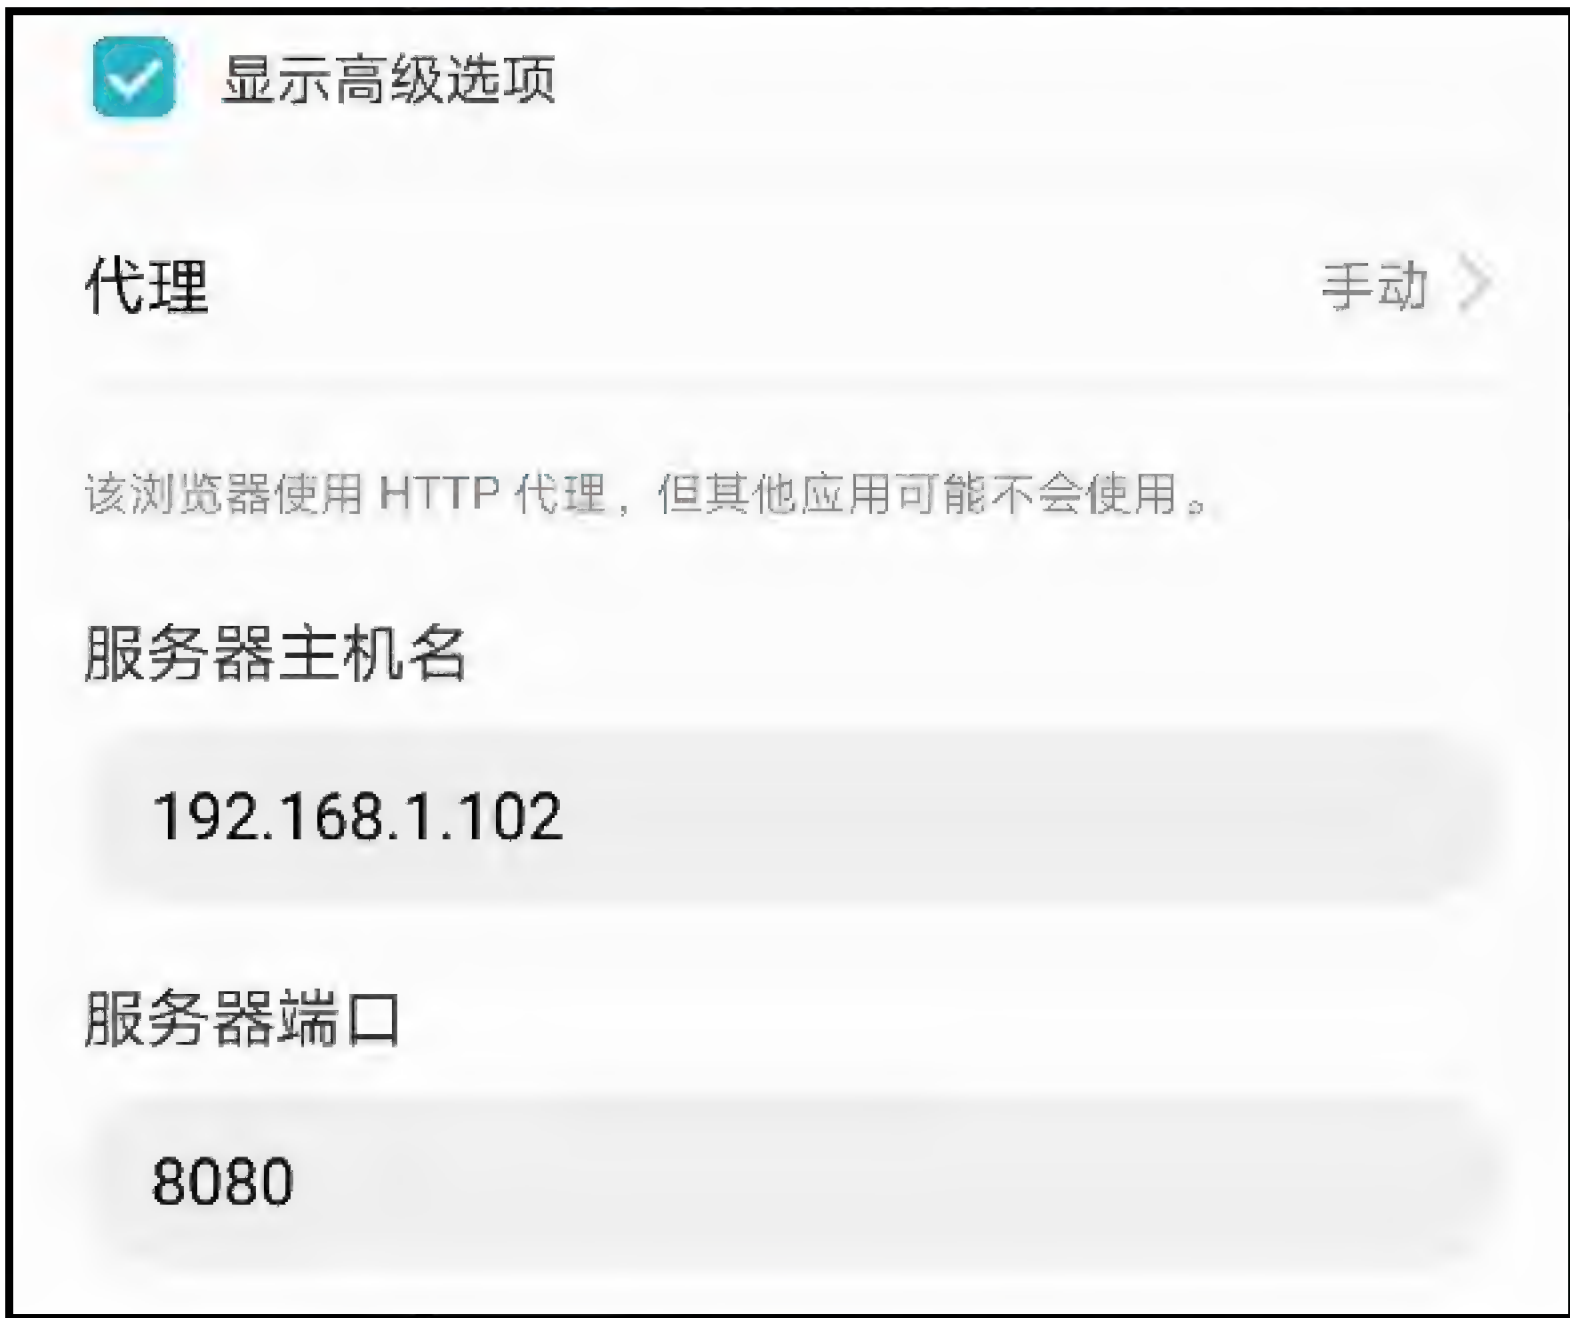 显示高级选项
代理
手动
该浏览器使用 HTTP 代理，但其他应用可能不会使用。
服务器主机名
192.168.1.102
服务器端口
8080